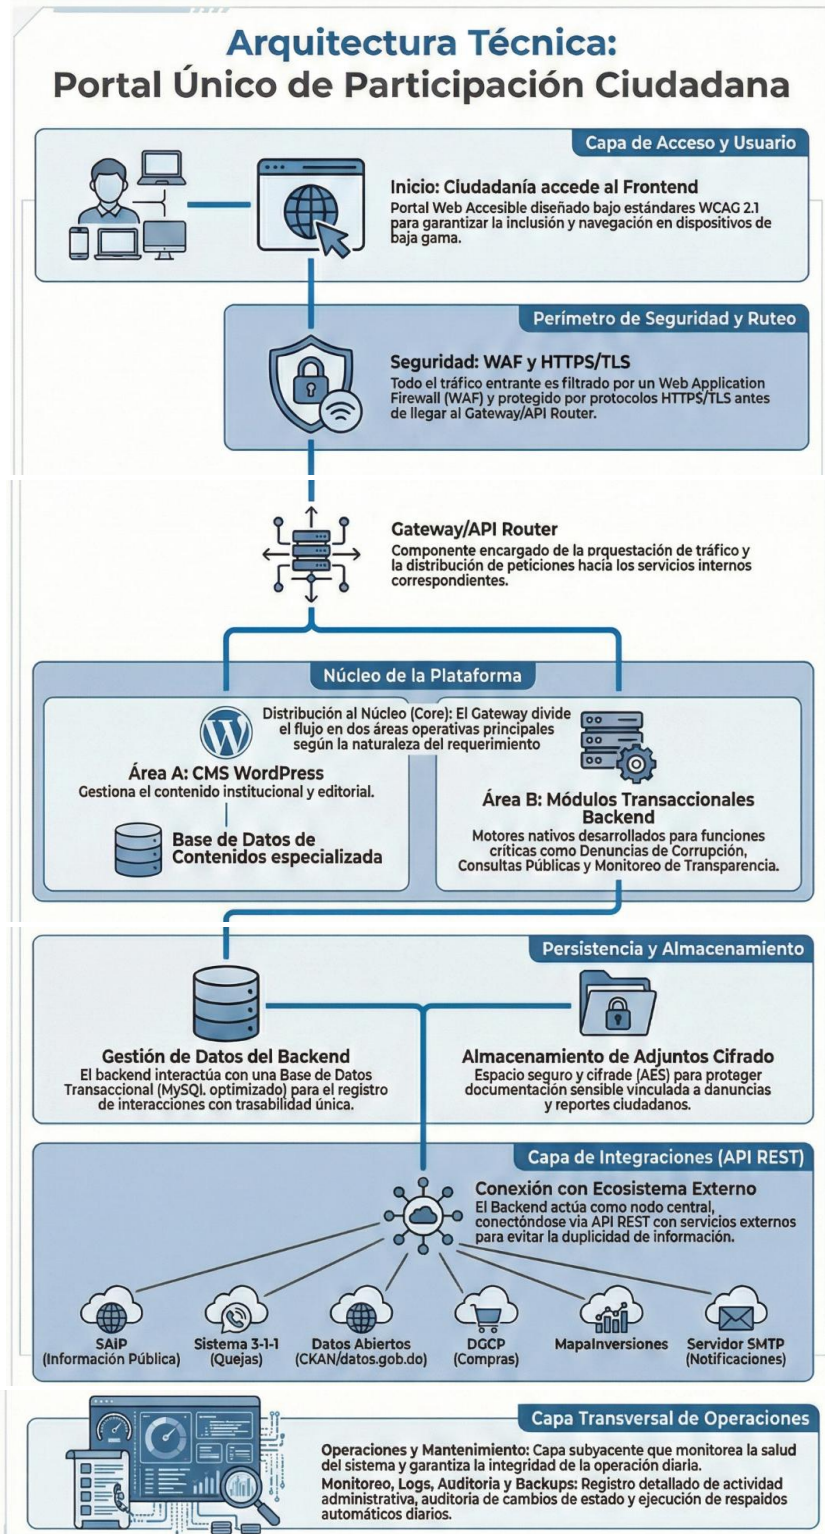 Arquitectura Técnica:
Portal Único de Participación Ciudadana
Capa de Acceso y Usuario
Inicio: Ciudadanía accede al Frontend
Portal Web Accesible diseñado bajo estándares WCAG 2.1
para garantizar la inclusión y navegación en dispositivos de
baja gama.
Perímetro de Seguridad y Ruteo
Seguridad: WAF y HTTPS/TLS
Todo el tráfico entrante es filtrado por un Web Application
Firewall (WAF) y protegido por protocolos HTTPS/TLS antes
de llegar al Gateway/API Router.
Gateway/API Router
Componente encargado de la prquestación de tráfico y
la distribución de peticiones hacia los servicios internos
correspondientes.
Núcleo de la Plataforma
Distribución al Núcleo (Core): El Gateway divide
el flujo en dos áreas operativas principales
según la naturaleza del requerimiento
Área A: CMS WordPress
Gestiona el contenido institucional y editorial.
Base de Datos de
Contenidos especializada
Área B: Módulos Transaccionales
Backend
Motores nativos desarrollados para funciones
críticas como Denuncias de Corrupción,
Consultas Públicas y Monitoreo de Transparencia.
Persistencia y Almacenamiento
Gestión de Datos del Backend
El backend interactúa con una Base de Datos
Transaccional (MySQl. optimizado) para el registro
de interacciones con trasabilidad única.
Almacenamiento de Adjuntos Cifrado
Espacio seguro y cifrade (AES) para protager
documentación sensible vinculada a danuncias
y reportes ciudadanos.
Capa de Integraciones (API REST)
Conexión con Ecosistema Externo
El Backend actúa como nodo central,
conectóndose via API REST con servicios externos
para evitar la duplicidad de información.
SAIP
(Información Pública)
Sistema 3-1-1
(Quejas)
Datos Abiertos
(CKAN/datos.gob.do)
DGCP
(Compras)
MapaInversiones
Servidor SMTP
(Notificaciones)
Capa Transversal de Operaciones
Operaciones y Mantenimiento: Capa subyacente que monitorea la salud
del sistema y garantiza la integridad de la operación diaria.
Monitoreo, Logs, Auditoria y Backups: Registro detallado de actividad
administrativa, auditoria de cambios de estado y ejecución de respaidos
automáticos diarios.